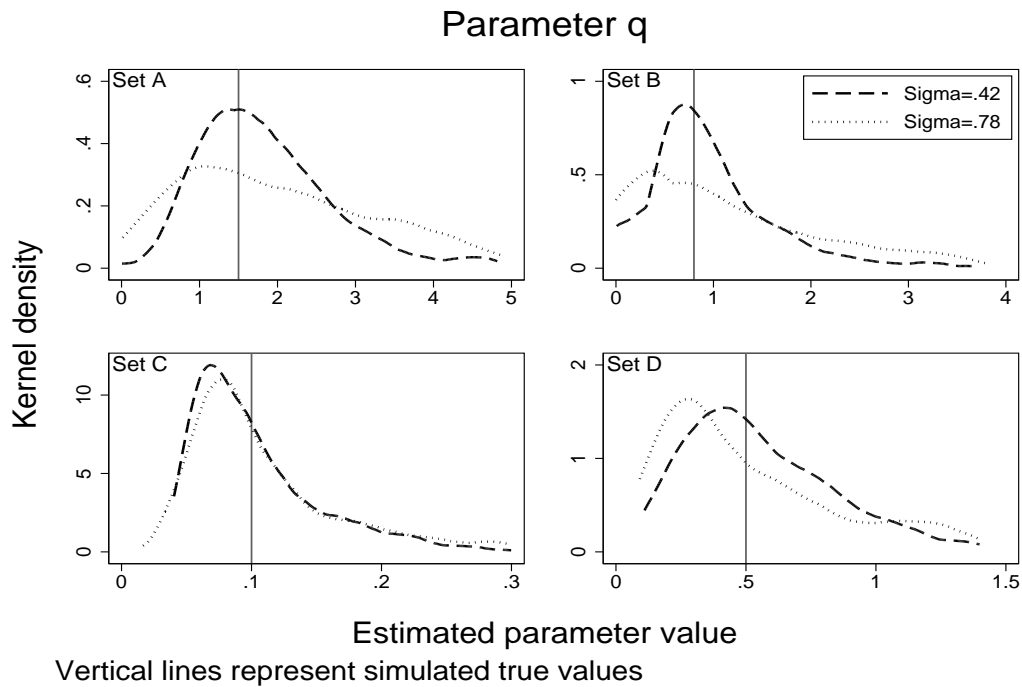 Parameter q
Set A
.6
.4
.2
0
0 1 2 3 4 5
Set B
1
.5
0
0 1 2 3 4
Sigma=.42
Sigma=.78
Set C
10
5
0
0 .1 .2 .3
Set D
2
1
0
0 .5 1 1.5
Kernel density
Estimated parameter value
Vertical lines represent simulated true values